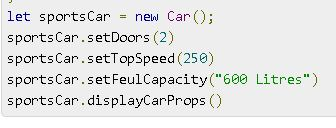 let sportsCar = new Car();
sportsCar.setDoors(2)
sportsCar.setTopSpeed(250)
sportsCar.setFeulCapacity("600 Litres")
sportsCar.displayCarProps()